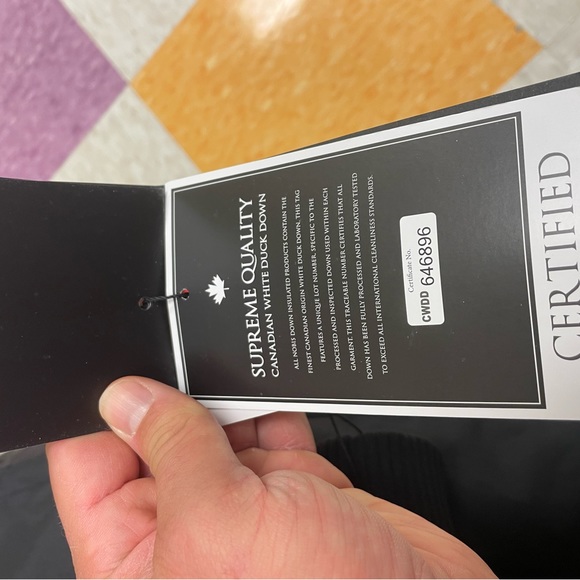 SUPREME QUALITY
CANADIAN WHITE DUCK DOWN
ALL NOBIS DOWN INSULATED PRODUCTS CONTAIN THE
FINEST CANADIAN ORIGIN WHITE DUCK DOWN. THIS TAG
FEATURES A UNIQUE LOT NUMBER, SPECIFIC TO THE
PROCESSED AND INSPECTED DOWN USED WITHIN EACH
GARMENT. THIS TRACEABLE NUMBER CERTIFIES THAT ALL
DOWN HAS BEEN FULLY PROCESSED AND LABORATORY TESTED
TO EXCEED ALL INTERNATIONAL CLEANLINESS STANDARDS.
Certificate No.
CWDD 646896
CERTIFIED